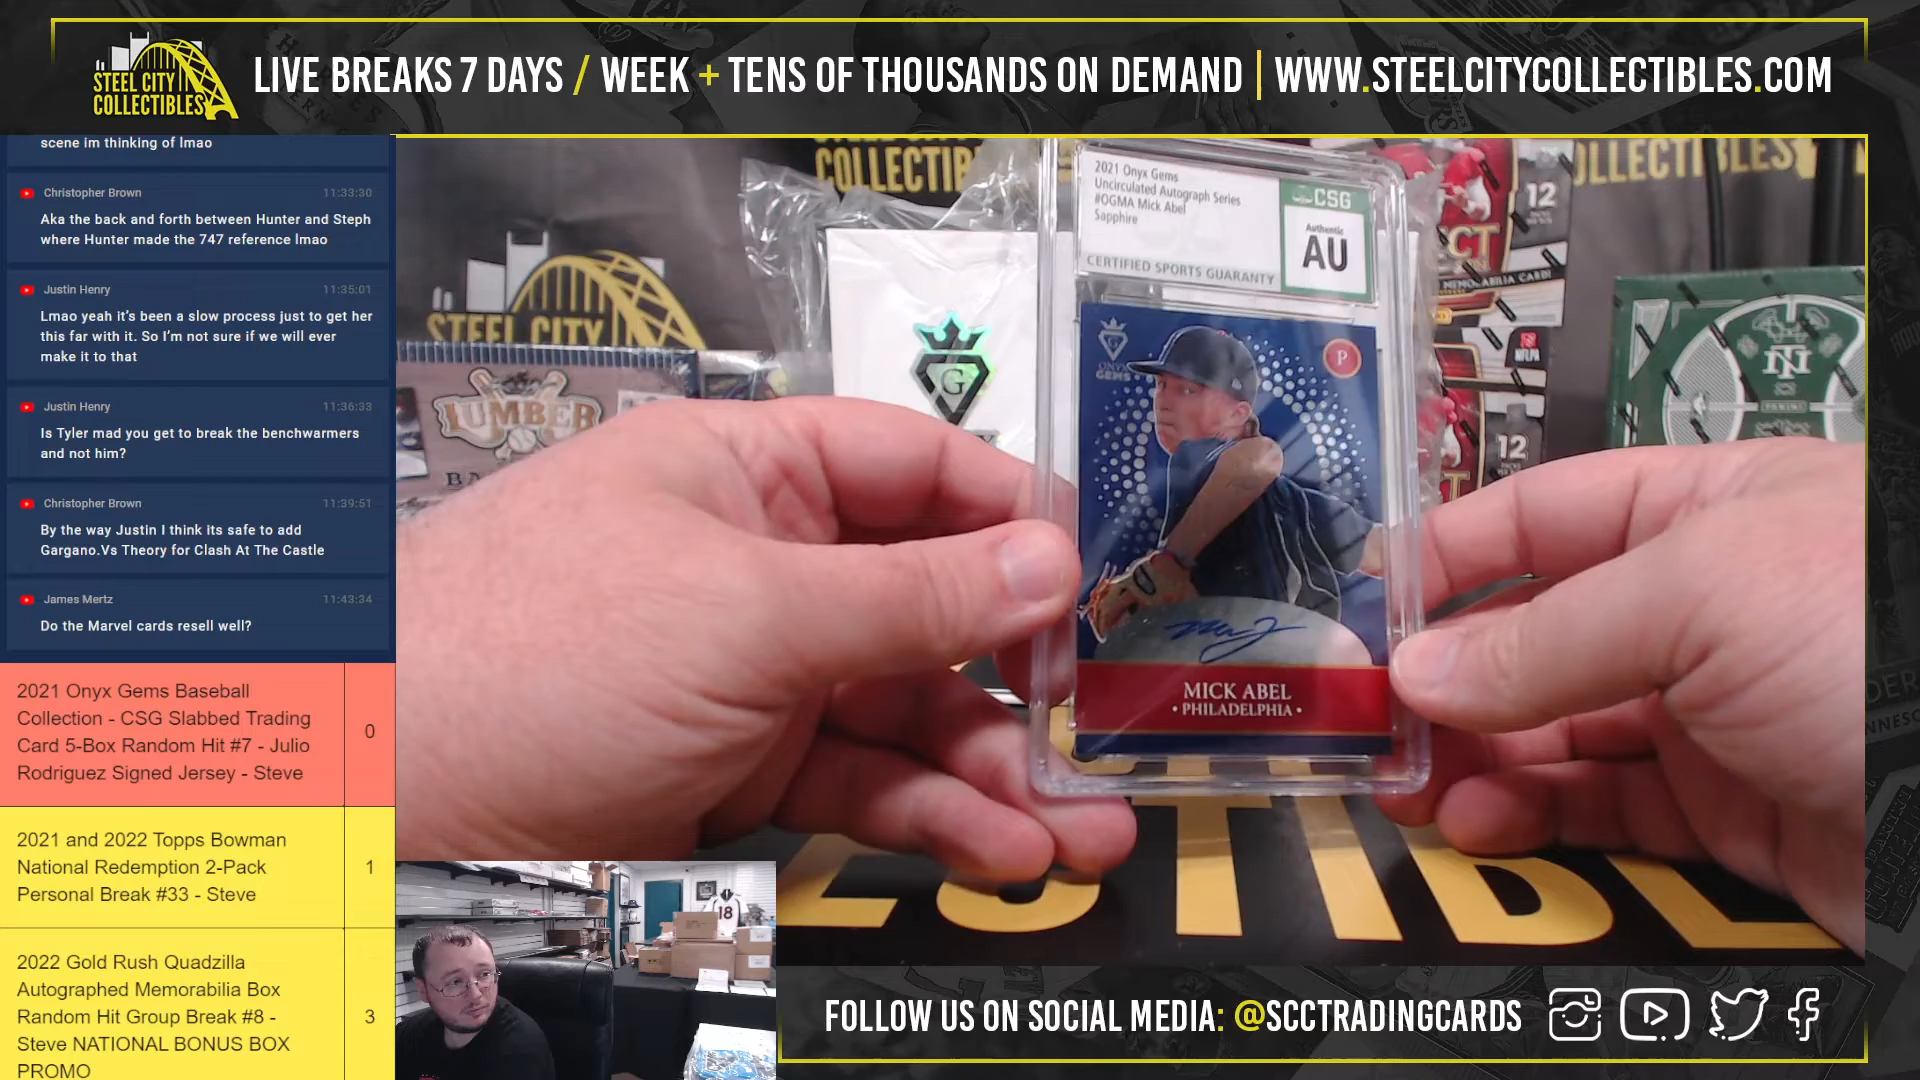 STEEL CITY
COLLECTIBLES
LIVE BREAKS 7 DAYS / WEEK + TENS OF THOUSANDS ON DEMAND | WWW.STEELCITYCOLLECTIBLES.COM
scene im thinking of lmao
Christopher Brown 11:33:30
Aka the back and forth between Hunter and Steph
where Hunter made the 747 reference lmao
Justin Henry 11:35:01
Lmao yeah it's been a slow process just to get her
this far with it. So I'm not sure if we will ever
make it to that
Justin Henry 11:36:33
Is Tyler mad you get to break the benchwarmers
and not him?
Christopher Brown 11:39:51
By the way Justin I think its safe to add
Gargano.Vs Theory for Clash At The Castle
James Mertz 11:43:34
Do the Marvel cards resell well?
2021 Onyx Gems Baseball
Collection - CSG Slabbed Trading
Card 5-Box Random Hit #7 - Julio
Rodriguez Signed Jersey - Steve
0
2021 and 2022 Topps Bowman
National Redemption 2-Pack
Personal Break #33 - Steve
1
2022 Gold Rush Quadzilla
Autographed Memorabilia Box
Random Hit Group Break #8 -
Steve NATIONAL BONUS BOX
PROMO
3
STEEL CITY
LUMBER
G
2021 Onyx Gems
Uncirculated Autograph Series
#OGMA Mick Abel
Sapphire
CERTIFIED SPORTS GUARANTY
CSG
Authentic
AU
G
ONYX
GEMS
P
MICK ABEL
• PHILADELPHIA •
12
NFLPA
12
PANINI
18
FOLLOW US ON SOCIAL MEDIA: @SCCTRADINGCARDS